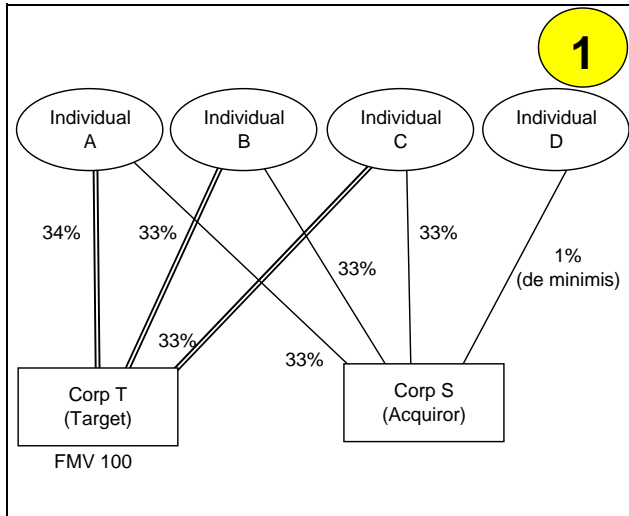 1
Individual
A
Individual
B
Individual
C
Individual
D
34%
33%
33%
33%
1%
(de minimis)
33%
33%
Corp T
(Target)
Corp S
(Acquiror)
FMV 100